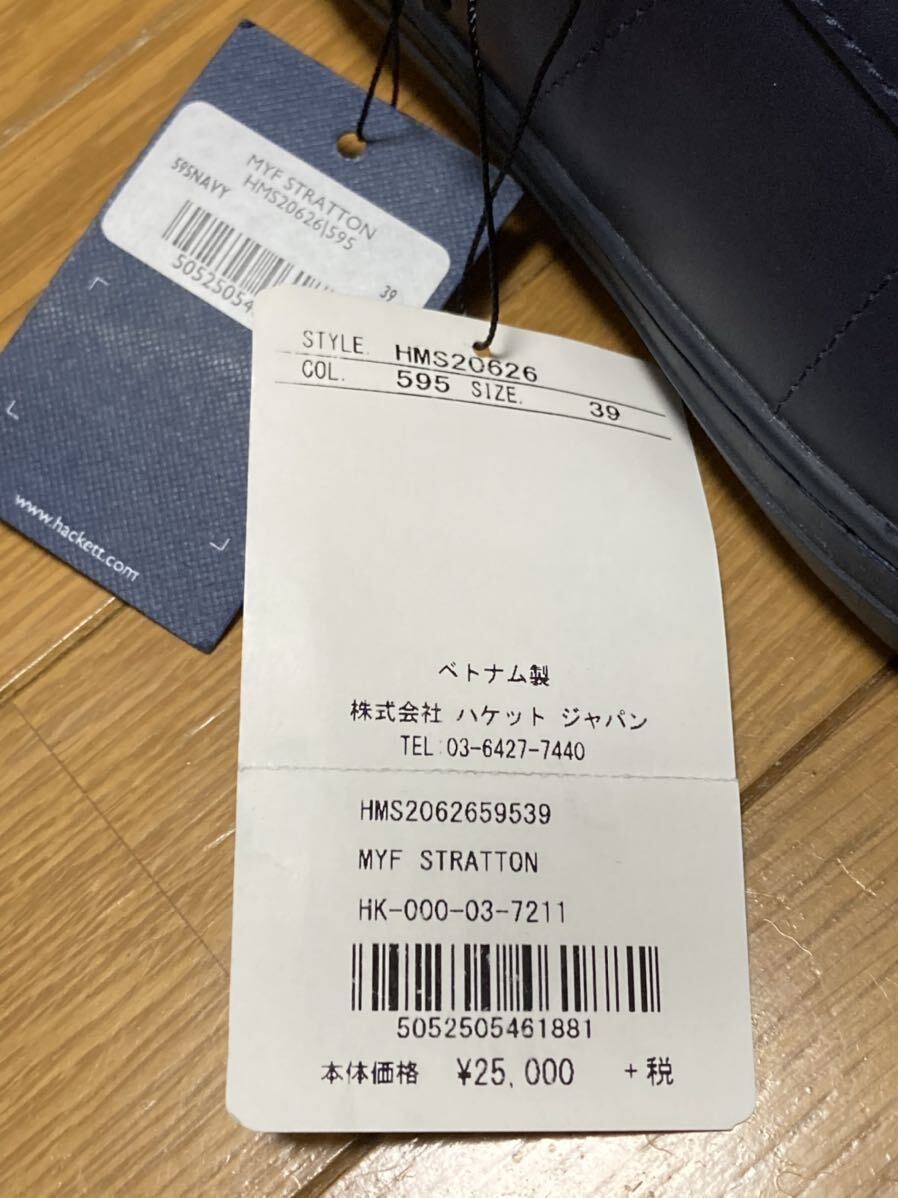 MYF STRATTON
HMS20626|595
595NAVY
39
50525054
www.hackett.com
STYLE. HMS20626
COL. 595 SIZE. 39
ベトナム製
株式会社 ハケット ジャパン
TEL:03-6427-7440
HMS2062659539
MYF STRATTON
HK-000-03-7211
5052505461881
本体価格 ¥25,000 +税